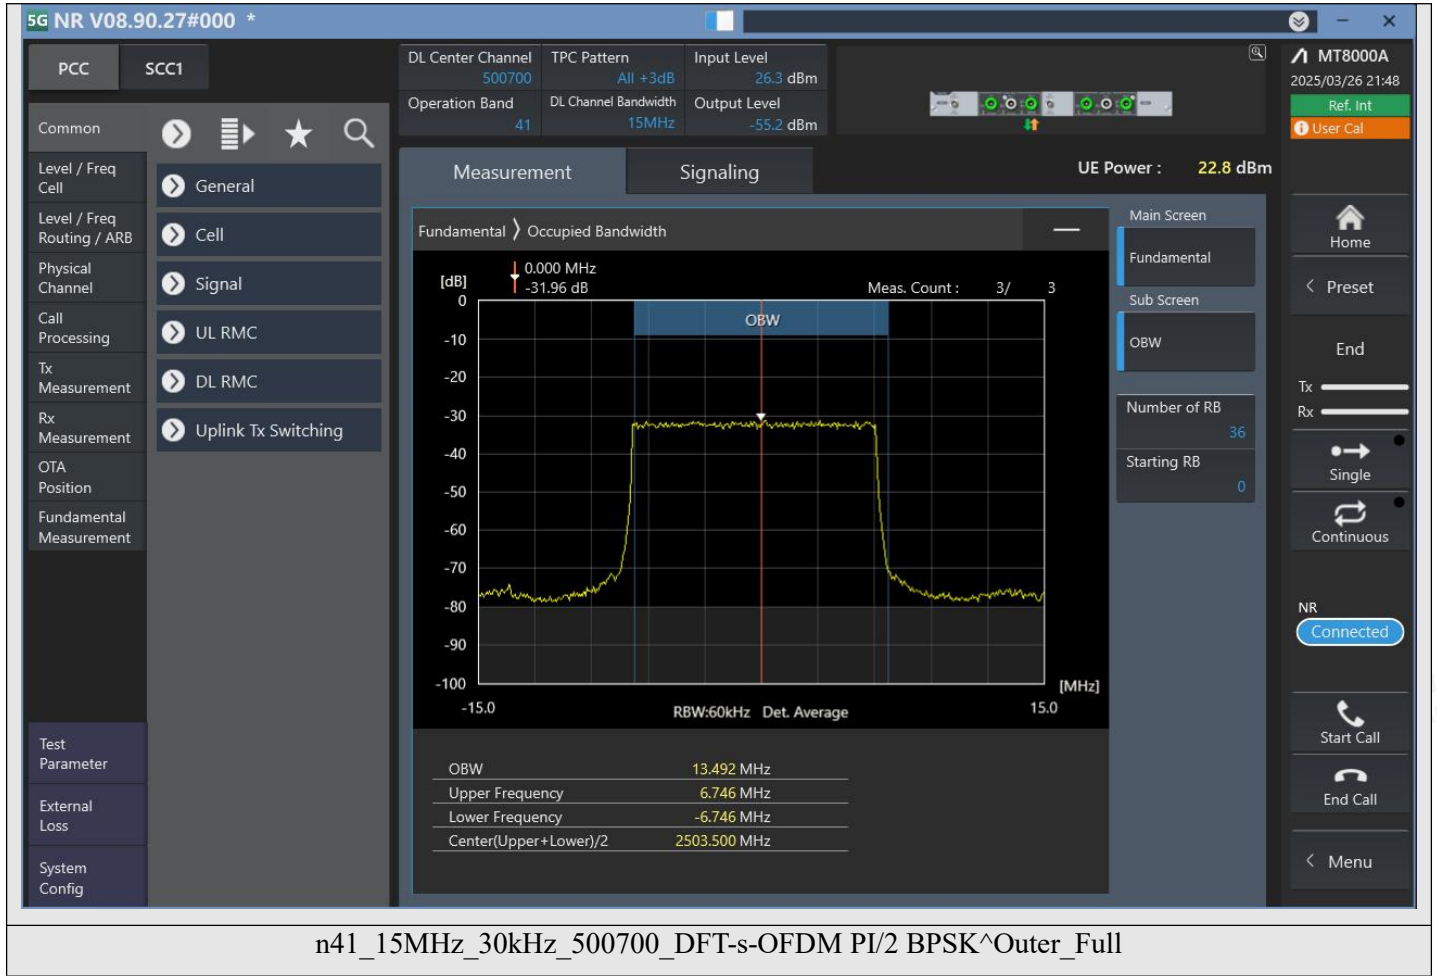 5G NR V08.90.27#000 *
PCC SCC1
DL Center Channel 500700
TPC Pattern All +3dB
Input Level 26.3 dBm
Operation Band 41
DL Channel Bandwidth 15MHz
Output Level -55.2 dBm
MT8000A
2025/03/26 21:48
Ref. Int
User Cal
Common
Level / Freq
Cell
Level / Freq
Routing / ARB
Physical
Channel
Call
Processing
Tx
Measurement
Rx
Measurement
OTA
Position
Fundamental
Measurement
Test
Parameter
External
Loss
System
Config
General
Cell
Signal
UL RMC
DL RMC
Uplink Tx Switching
Measurement Signaling
UE Power : 22.8 dBm
Fundamental Occupied Bandwidth
0.000 MHz
[dB] -31.96 dB Meas. Count : 3/ 3
OBW
0
-10
-20
-30
-40
-50
-60
-70
-80
-90
-100
[MHz]
-15.0 RBW:60kHz Det. Average 15.0
OBW 13.492 MHz
Upper Frequency 6.746 MHz
Lower Frequency -6.746 MHz
Center(Upper+Lower)/2 2503.500 MHz
Main Screen
Fundamental
Sub Screen
OBW
Number of RB
36
Starting RB
0
Home
Preset
End
Tx
Rx
Single
Continuous
NR
Connected
Start Call
End Call
Menu
n41_15MHz_30kHz_500700_DFT-s-OFDM PI/2 BPSK^Outer_Full